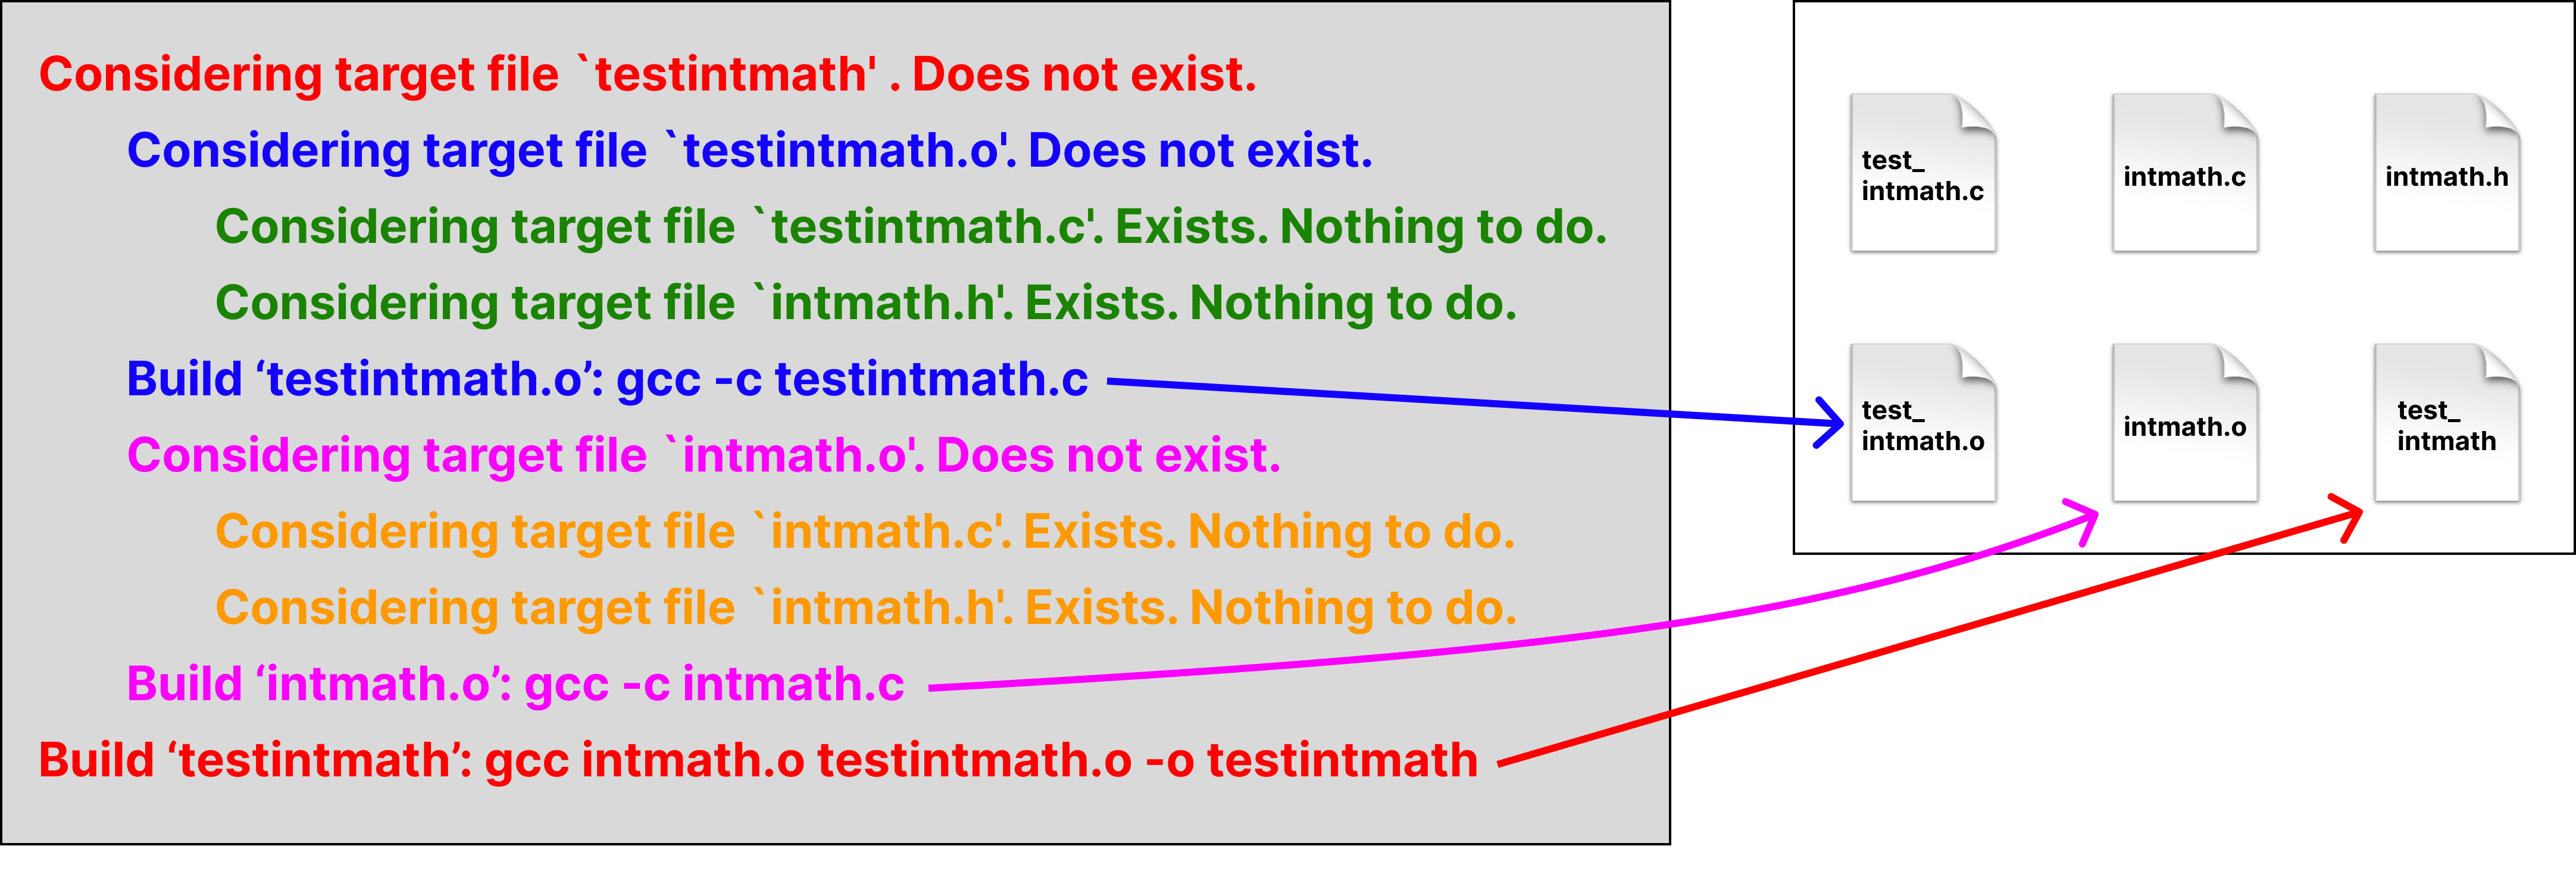 Considering target file `testintmath' . Does not exist.
Considering target file `testintmath.o'. Does not exist.
Considering target file `testintmath.c'. Exists. Nothing to do.
Considering target file `intmath.h'. Exists. Nothing to do.
Build ‘testintmath.o’: gcc -c testintmath.c
Considering target file `intmath.o'. Does not exist.
Considering target file `intmath.c'. Exists. Nothing to do.
Considering target file `intmath.h'. Exists. Nothing to do.
Build ‘intmath.o’: gcc -c intmath.c
Build ‘testintmath’: gcc intmath.o testintmath.o -o testintmath
test_
intmath.c
intmath.c
intmath.h
test_
intmath.o
intmath.o
test_
intmath